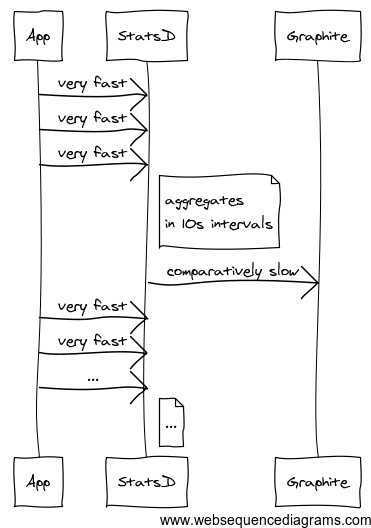 App
StatsD
Graphite
very fast
very fast
very fast
aggregates
in 10s intervals
comparatively slow
very fast
very fast
...
...
App
StatsD
Graphite
www.websequencediagrams.com